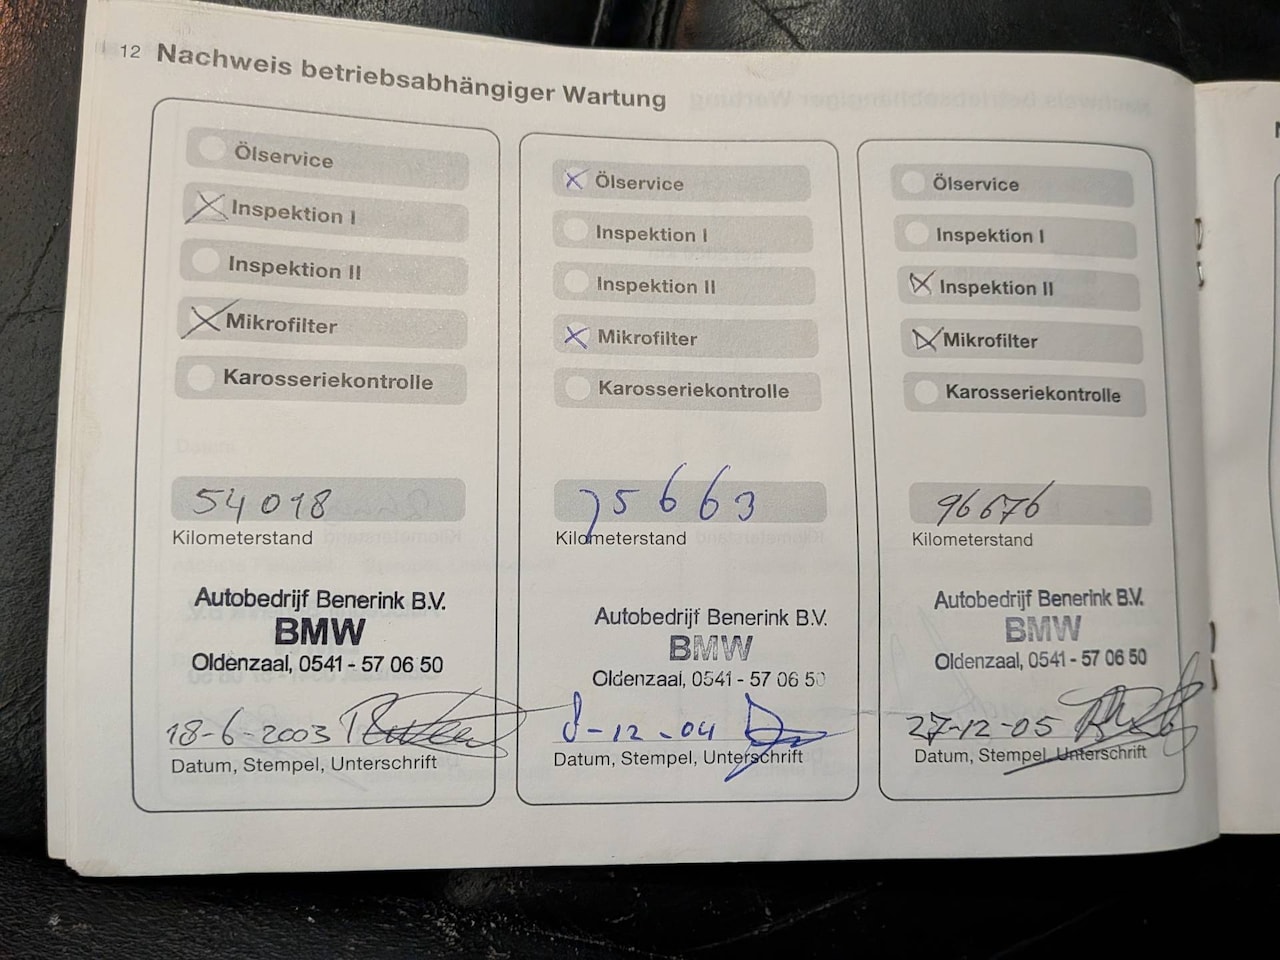 12 Nachweis betriebsabhängiger Wartung
Ölservice
Inspektion I
Inspektion II
Mikrofilter
Karosseriekontrolle
54018
Kilometerstand
Autobedrijf Benerink B.V.
BMW
Oldenzaal, 0541 - 57 06 50
18-6-2003
Datum, Stempel, Unterschrift
Ölservice
Inspektion I
Inspektion II
Mikrofilter
Karosseriekontrolle
75663
Kilometerstand
Autobedrijf Benerink B.V.
BMW
Oldenzaal, 0541 - 57 06 50
8-12-04
Datum, Stempel, Unterschrift
Ölservice
Inspektion I
Inspektion II
Mikrofilter
Karosseriekontrolle
96676
Kilometerstand
Autobedrijf Benerink B.V.
BMW
Oldenzaal, 0541 - 57 06 50
27-12-05
Datum, Stempel, Unterschrift